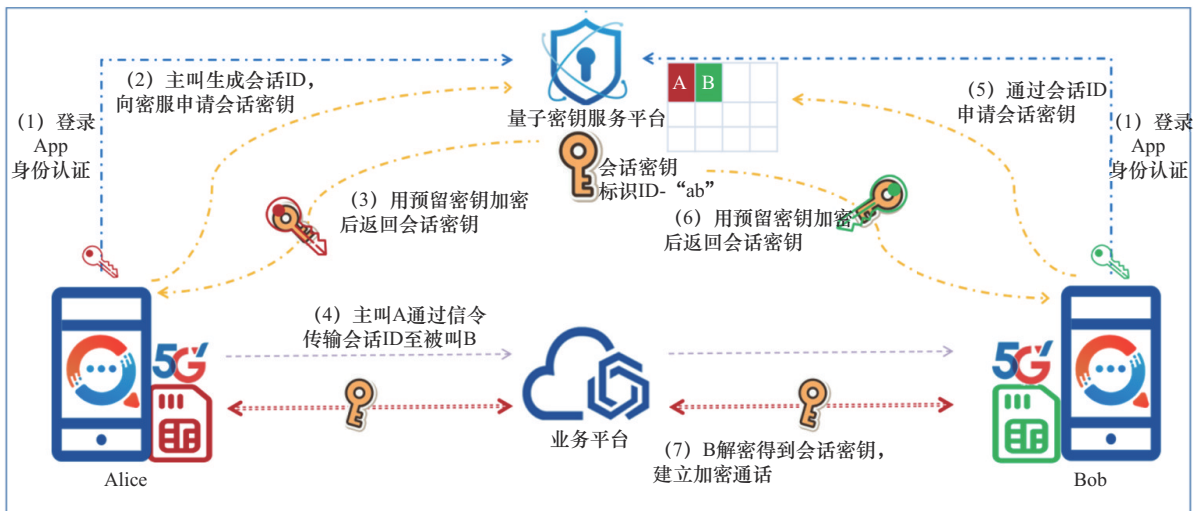 (2)主叫生成会话ID,
向密服申请会话密钥
(1)登录
App
身份认证
量子密钥服务平台
A B
(5)通过会话ID
申请会话密钥
(1)登录
App
身份认证
会话密钥
标识ID-“ab”
(3)用预留密钥加密
后返回会话密钥
(6)用预留密钥加密
后返回会话密钥
(4)主叫A通过信令
传输会话ID至被叫B
5G
5G
业务平台
(7)B解密得到会话密钥,
建立加密通话
Alice
Bob